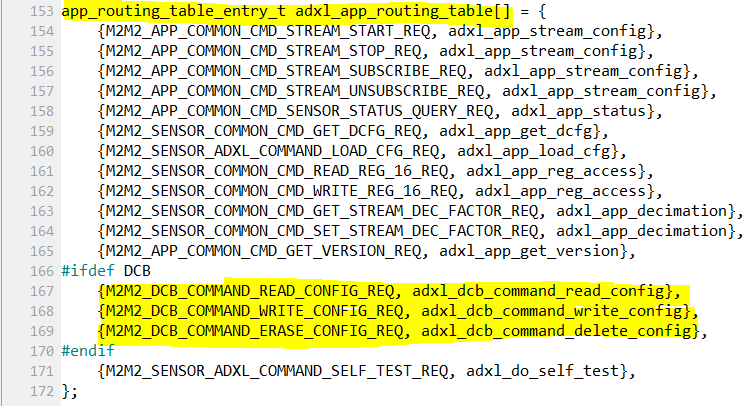 153 app_routing_table_entry_t adxl_app_routing_table[] = {
154 {M2M2_APP_COMMON_CMD_STREAM_START_REQ, adxl_app_stream_config},
155 {M2M2_APP_COMMON_CMD_STREAM_STOP_REQ, adxl_app_stream_config},
156 {M2M2_APP_COMMON_CMD_STREAM_SUBSCRIBE_REQ, adxl_app_stream_config},
157 {M2M2_APP_COMMON_CMD_STREAM_UNSUBSCRIBE_REQ, adxl_app_stream_config},
158 {M2M2_APP_COMMON_CMD_SENSOR_STATUS_QUERY_REQ, adxl_app_status},
159 {M2M2_SENSOR_COMMON_CMD_GET_DCFG_REQ, adxl_app_get_dcfg},
160 {M2M2_SENSOR_ADXL_COMMAND_LOAD_CFG_REQ, adxl_app_load_cfg},
161 {M2M2_SENSOR_COMMON_CMD_READ_REG_16_REQ, adxl_app_reg_access},
162 {M2M2_SENSOR_COMMON_CMD_WRITE_REG_16_REQ, adxl_app_reg_access},
163 {M2M2_SENSOR_COMMON_CMD_GET_STREAM_DEC_FACTOR_REQ, adxl_app_decimation},
164 {M2M2_SENSOR_COMMON_CMD_SET_STREAM_DEC_FACTOR_REQ, adxl_app_decimation},
165 {M2M2_APP_COMMON_CMD_GET_VERSION_REQ, adxl_app_get_version},
166 #ifdef DCB
167 {M2M2_DCB_COMMAND_READ_CONFIG_REQ, adxl_dcb_command_read_config},
168 {M2M2_DCB_COMMAND_WRITE_CONFIG_REQ, adxl_dcb_command_write_config},
169 {M2M2_DCB_COMMAND_ERASE_CONFIG_REQ, adxl_dcb_command_delete_config},
170 #endif
171 {M2M2_SENSOR_ADXL_COMMAND_SELF_TEST_REQ, adxl_do_self_test},
172 };